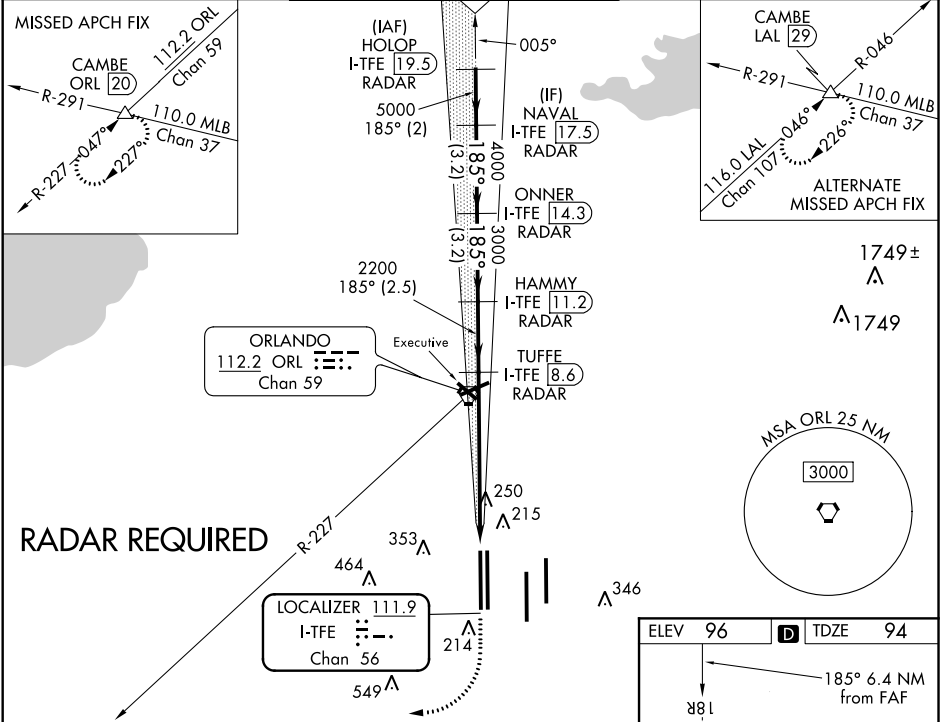 MISSED APCH FIX
CAMBE
ORL 20
112.2 ORL
Chan 59
R-291
110.0 MLB
Chan 37
R-227
047°
227°
(IAF)
HOLOP
I-TFE 19.5
RADAR
005°
5000
185° (2)
(IF)
NAVAL
I-TFE 17.5
RADAR
4000
185°
(3.2)
ONNER
I-TFE 14.3
RADAR
3000
185°
(3.2)
HAMMY
I-TFE 11.2
RADAR
2200
185° (2.5)
TUFFE
I-TFE 8.6
RADAR
CAMBE
LAL 29
R-046
R-291
110.0 MLB
Chan 37
046°
226°
116.0 LAL
Chan 107
ALTERNATE
MISSED APCH FIX
1749±
1749
ORLANDO
112.2 ORL
Chan 59
Executive
MSA ORL 25 NM
3000
R-227
RADAR REQUIRED
250
215
353
464
346
LOCALIZER 111.9
I-TFE
Chan 56
214
549
ELEV 96 D TDZE 94
185° 6.4 NM
from FAF
18R